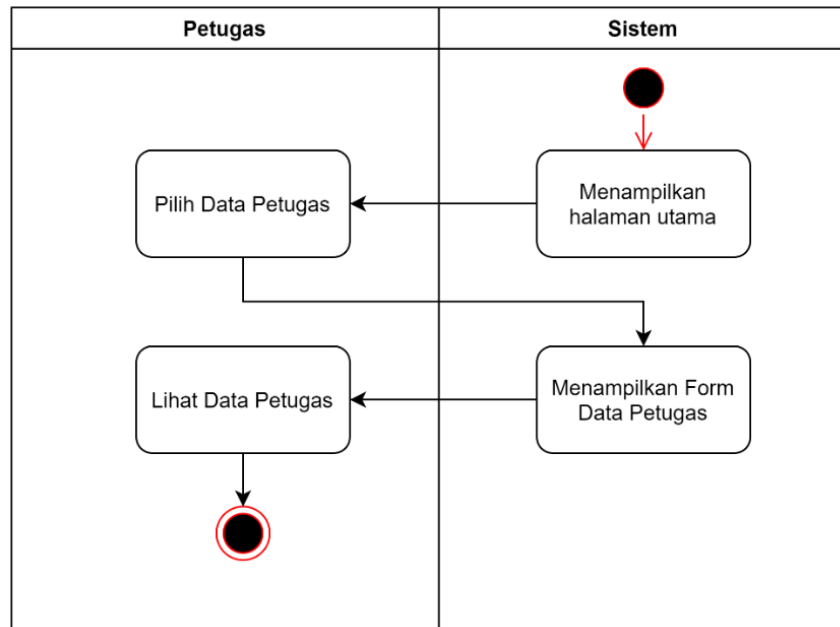 Petugas
Sistem
Pilih Data Petugas
Menampilkan
halaman utama
Lihat Data Petugas
Menampilkan Form
Data Petugas